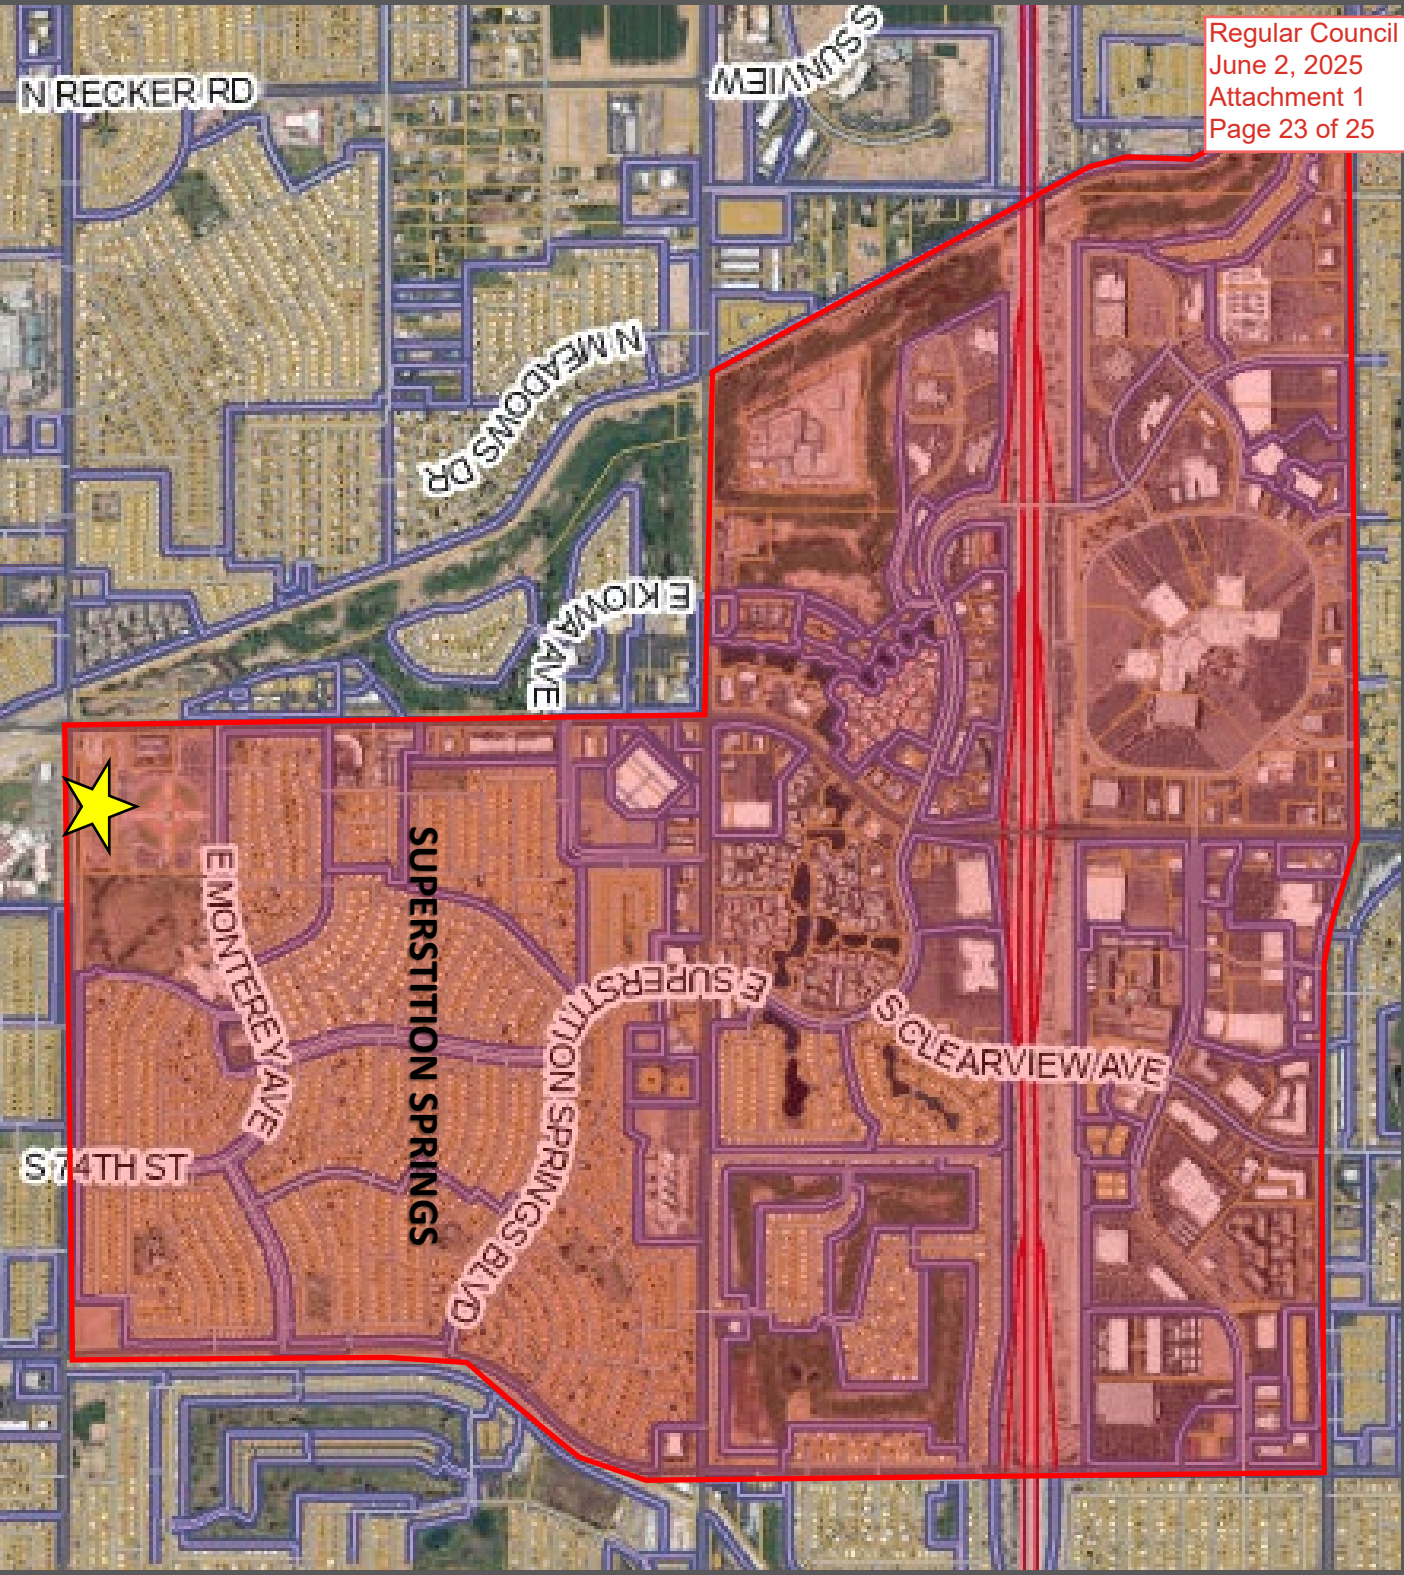 Regular Council
June 2, 2025
Attachment 1
Page 23 of 25
N RECKER RD
S SUNVIEW
N MEADOWS DR
E KIOWA AVE
E MONTEREY AVE
SUPERSTITION SPRINGS
E SUPERSTITION SPRINGS BLVD
S CLEARVIEW AVE
S 74TH ST